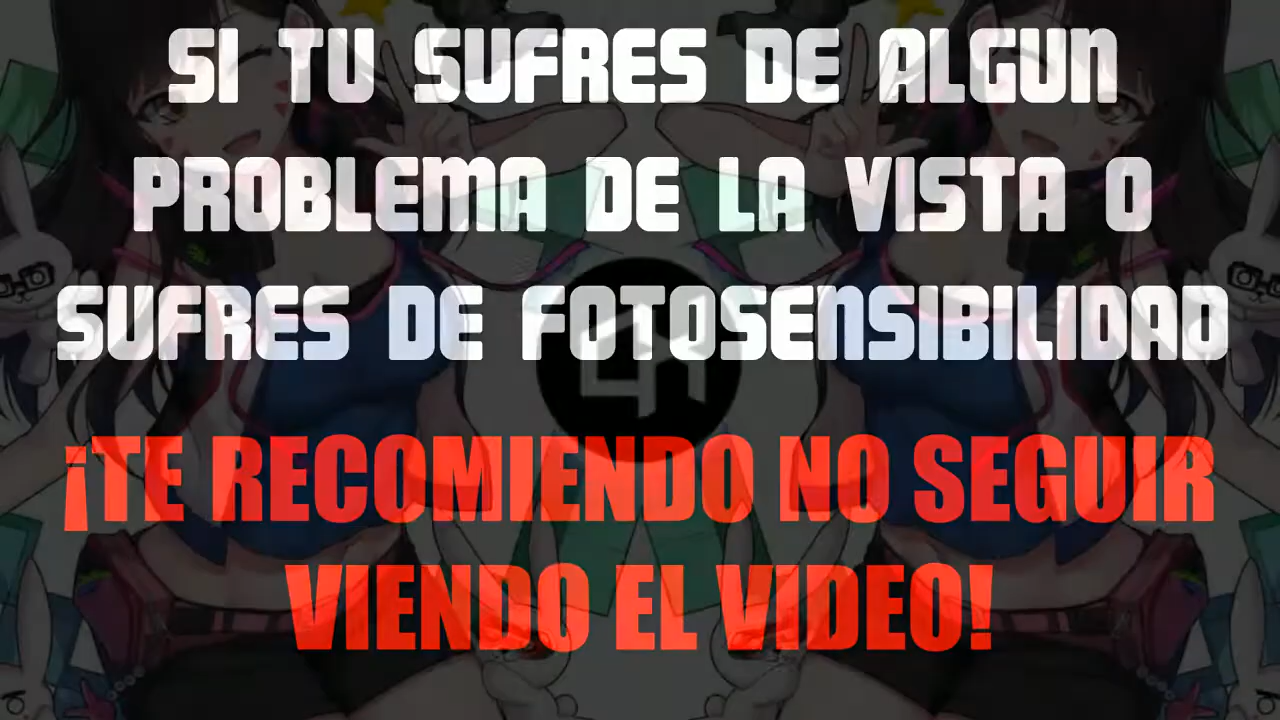 SI TU SUFRES DE ALGUN
PROBLEMA DE LA VISTA O
SUFRES DE FOTOSENSIBILIDAD
¡TE RECOMIENDO NO SEGUIR
VIENDO EL VIDEO!